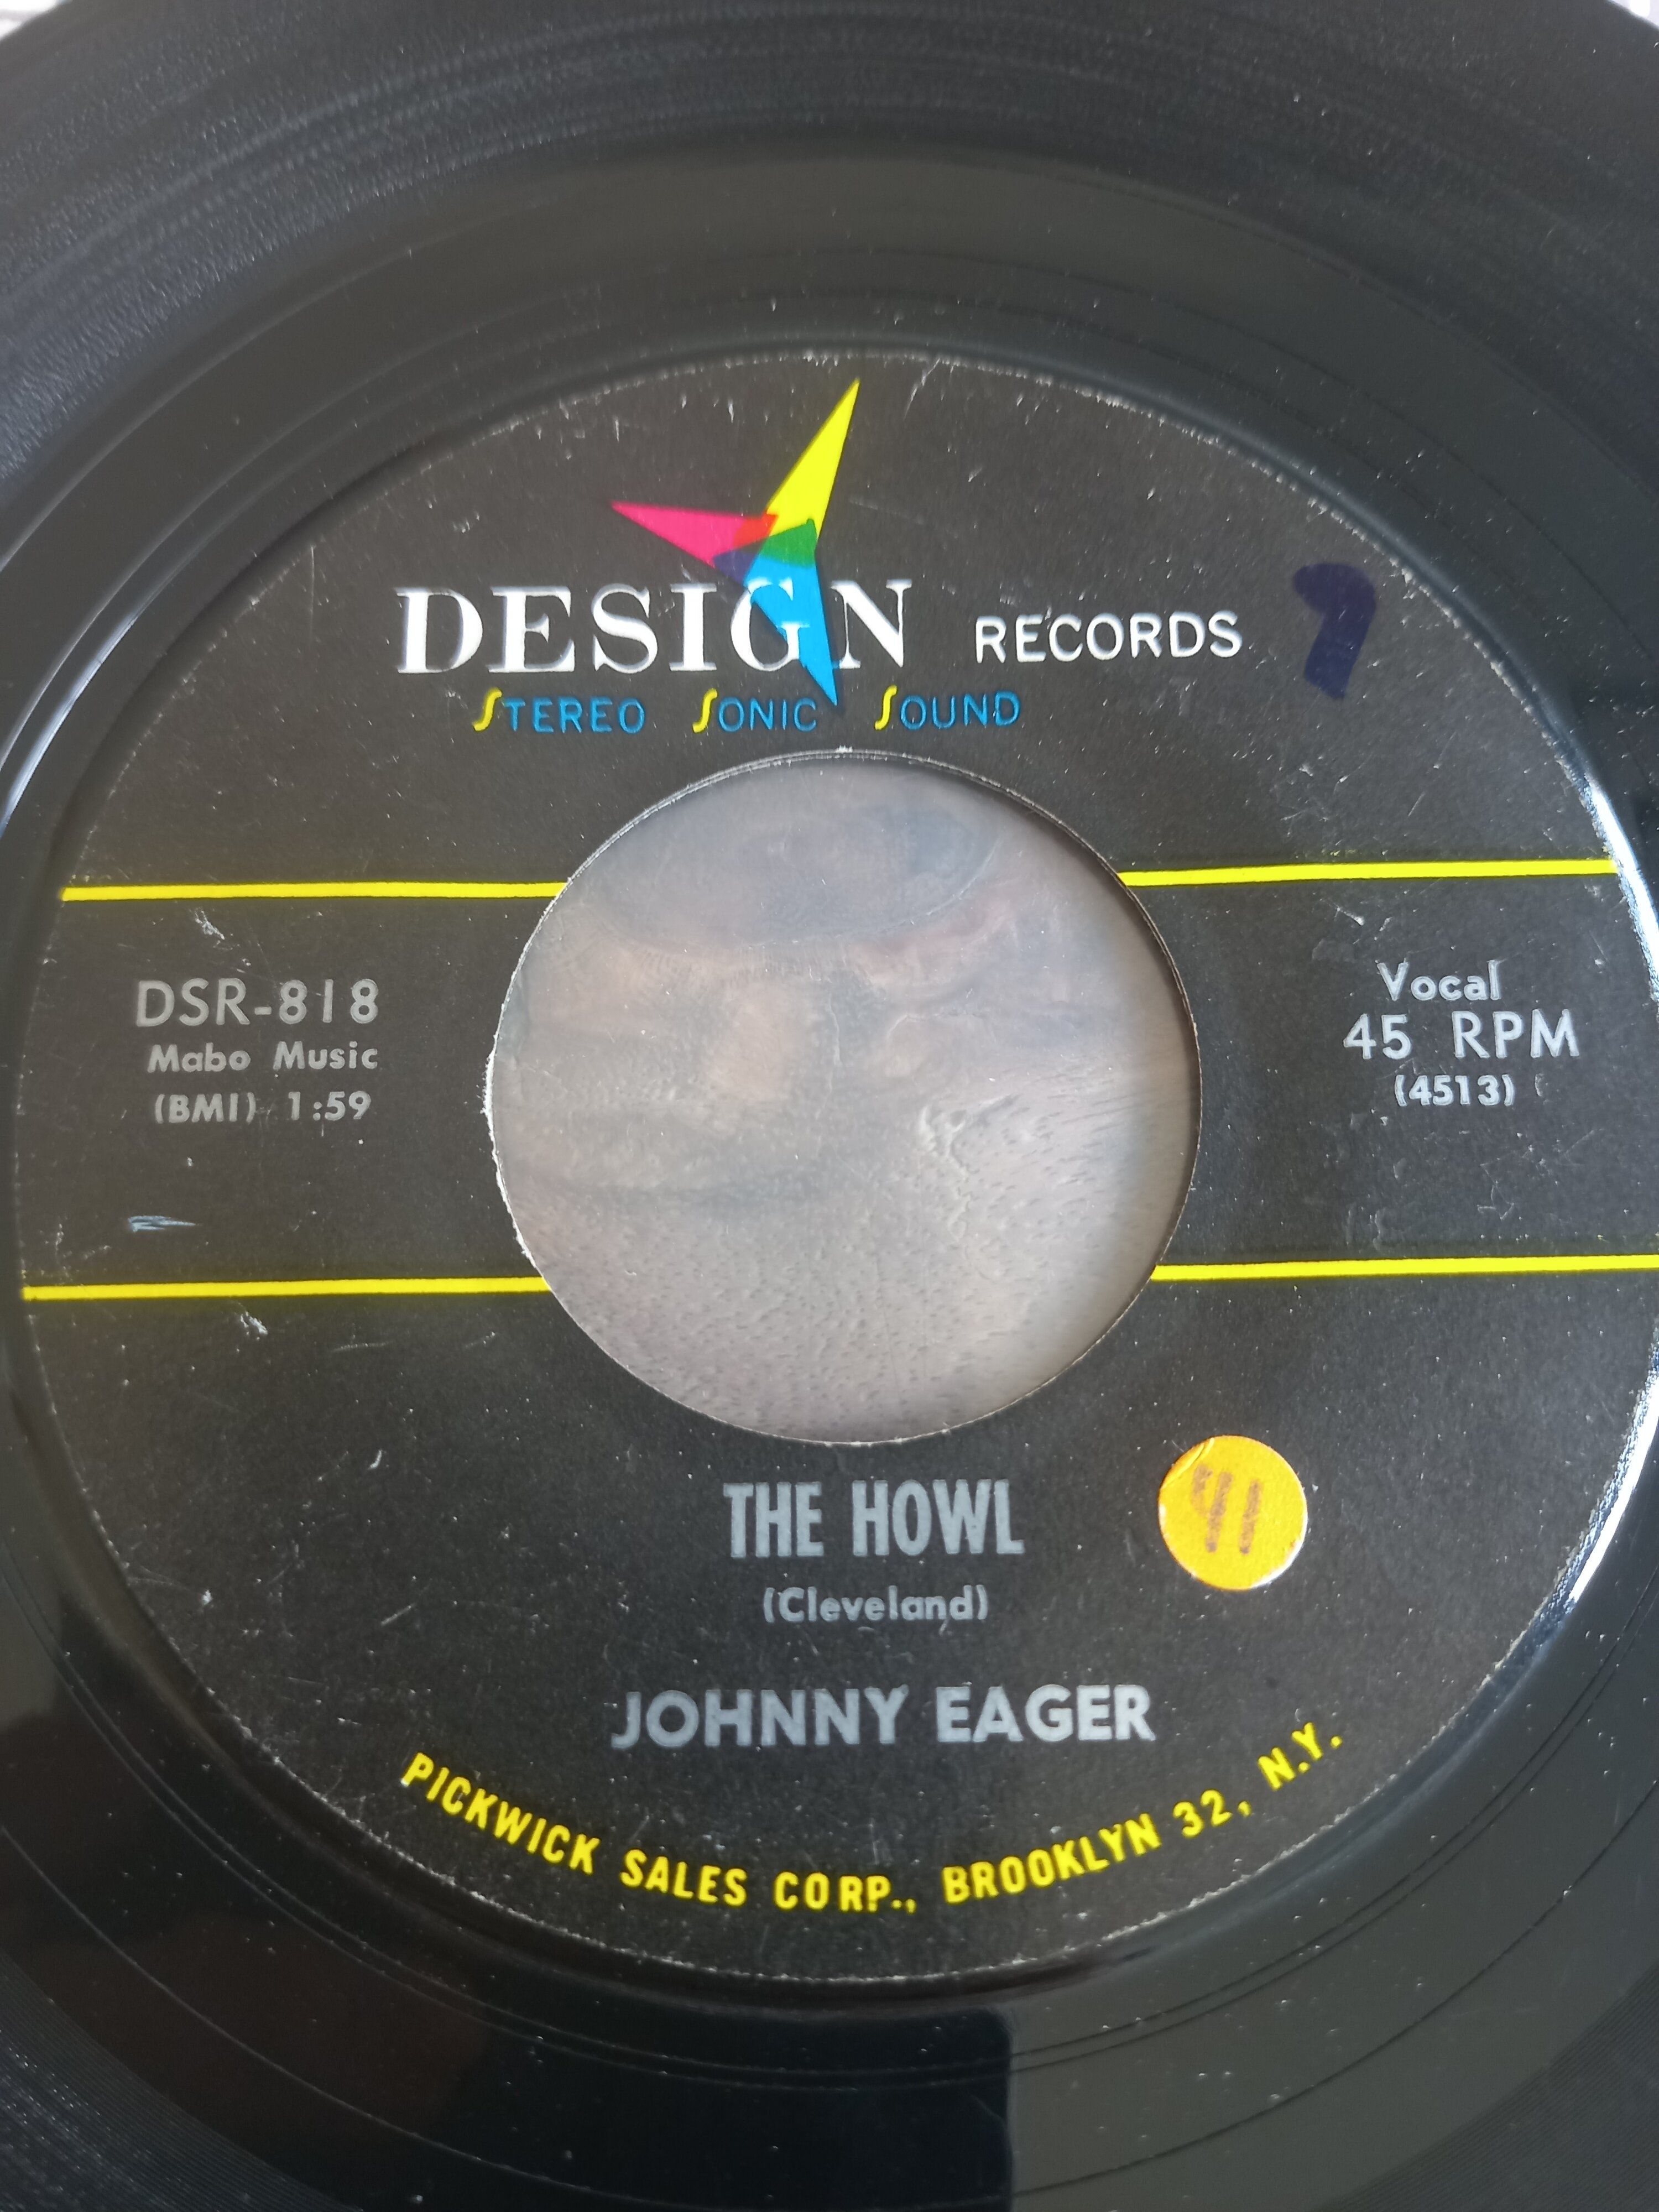 DESIGN RECORDS
STEREO SONIC SOUND
DSR-818
Mabo Music
(BMI) 1:59
Vocal
45 RPM
(4513)
THE HOWL
(Cleveland)
JOHNNY EAGER
PICKWICK SALES CORP., BROOKLYN 32, N.Y.